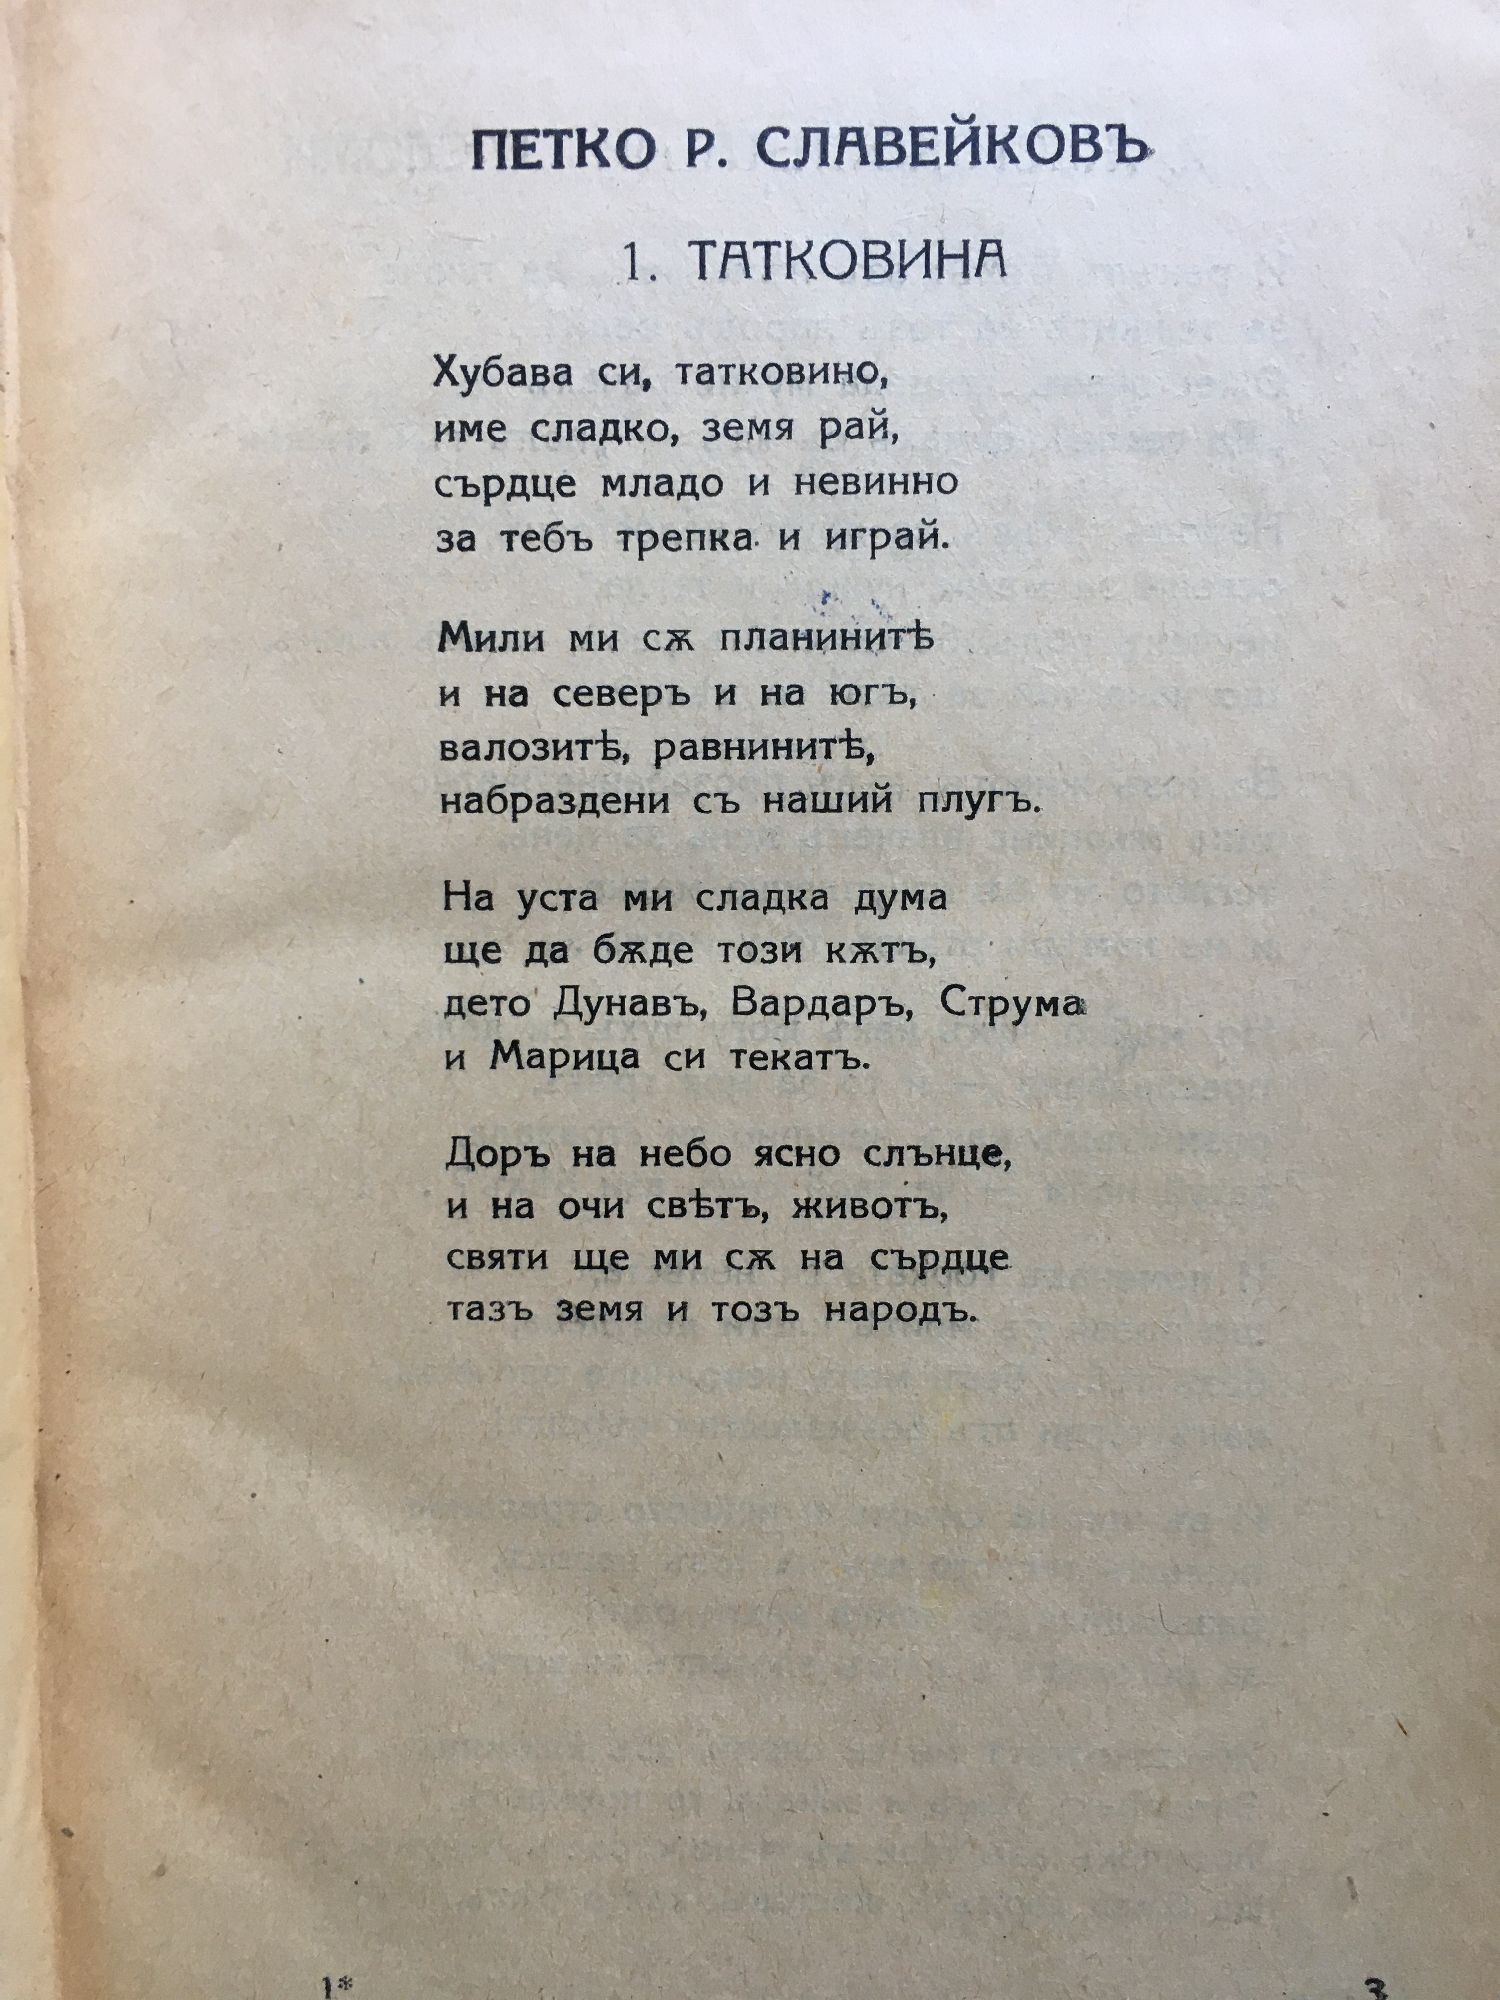 ПЕТКО Р. СЛАВЕЙКОВЪ
1. ТАТКОВИНА
Хубава си, татковино,
име сладко, земя рай,
сърдце младо и невинно
за тебъ трепка и играй.
Мили ми сѫ планинитѣ
и на северъ и на югъ,
валозитѣ, равнинитѣ,
набраздени съ наший плугъ.
На уста ми сладка дума
ще да бѫде този кѫтъ,
дето Дунавъ, Вардаръ, Струма
и Марица си текатъ.
Доръ на небо ясно слънце,
и на очи свѣтъ, животъ,
святи ще ми сѫ на сърдце
тазъ земя и тозъ народъ.
1*
3